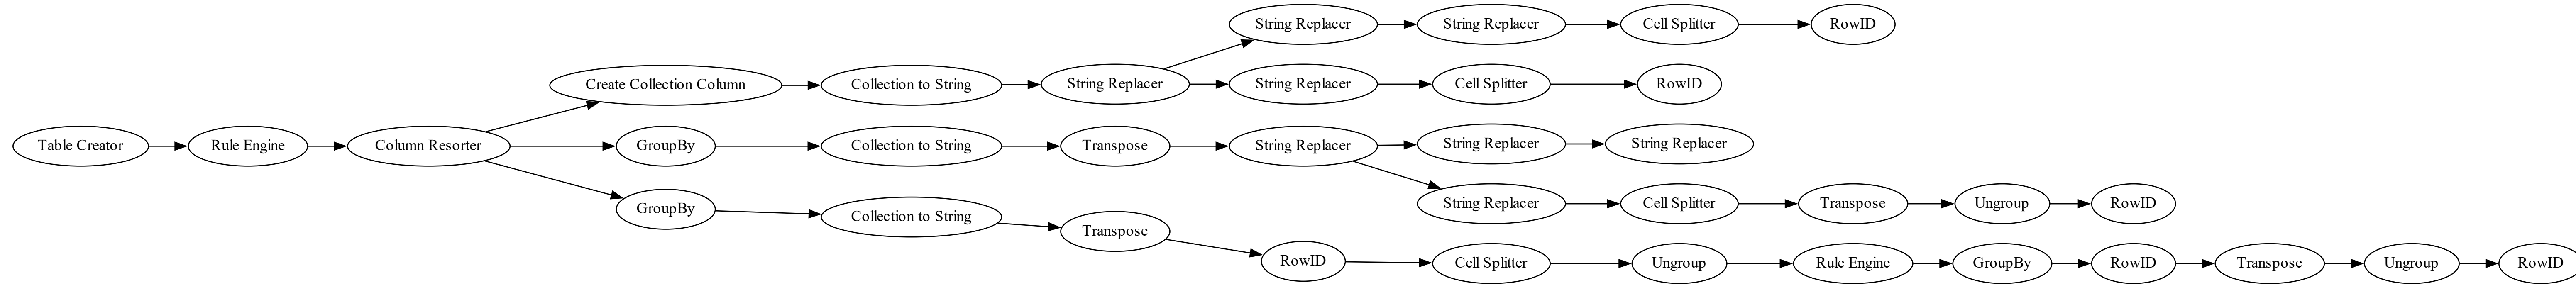 String Replacer
String Replacer
Cell Splitter
RowID
Create Collection Column
Collection to String
String Replacer
String Replacer
Cell Splitter
RowID
Table Creator
Rule Engine
Column Resorter
GroupBy
Collection to String
Transpose
String Replacer
String Replacer
String Replacer
String Replacer
Cell Splitter
Transpose
Ungroup
RowID
GroupBy
Collection to String
Transpose
RowID
Cell Splitter
Ungroup
Rule Engine
GroupBy
RowID
Transpose
Ungroup
RowID